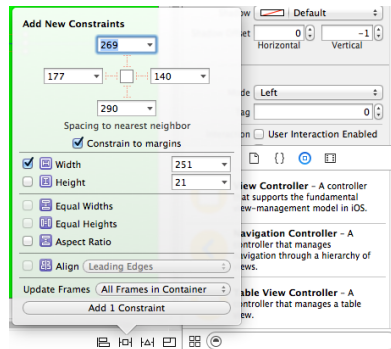 Add New Constraints
269
177
140
290
Spacing to nearest neighbor
Constrain to margins
Width 251
Height 21
Equal Widths
Equal Heights
Aspect Ratio
Align Leading Edges
Update Frames All Frames in Container
Add 1 Constraint
Default
0 -1
Horizontal Vertical
Left
0
User Interaction Enabled
{}
View Controller - A controller
that supports the fundamental
view-management model in iOS.
Navigation Controller - A
controller that manages
navigation through a hierarchy of
views.
Table View Controller - A
controller that manages a table
view.